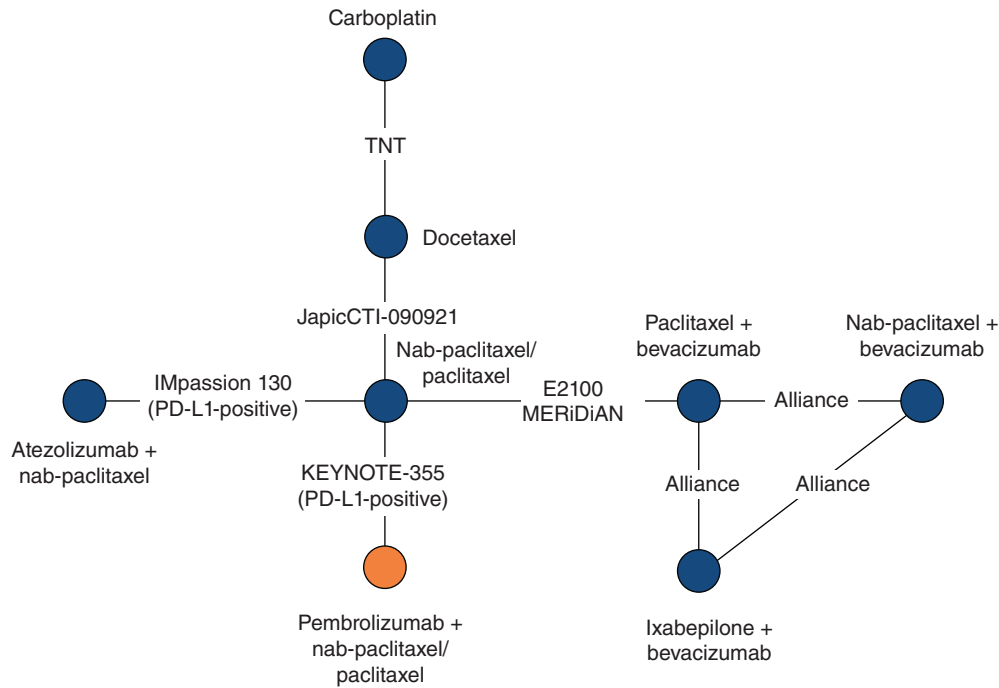 Carboplatin
TNT
Docetaxel
JapicCTI-090921
Nab-paclitaxel/
paclitaxel
Paclitaxel +
bevacizumab
Nab-paclitaxel +
bevacizumab
IMpassion 130
(PD-L1-positive)
E2100
MERiDiAN
Alliance
Atezolizumab +
nab-paclitaxel
KEYNOTE-355
(PD-L1-positive)
Alliance
Alliance
Pembrolizumab +
nab-paclitaxel/
paclitaxel
Ixabepilone +
bevacizumab